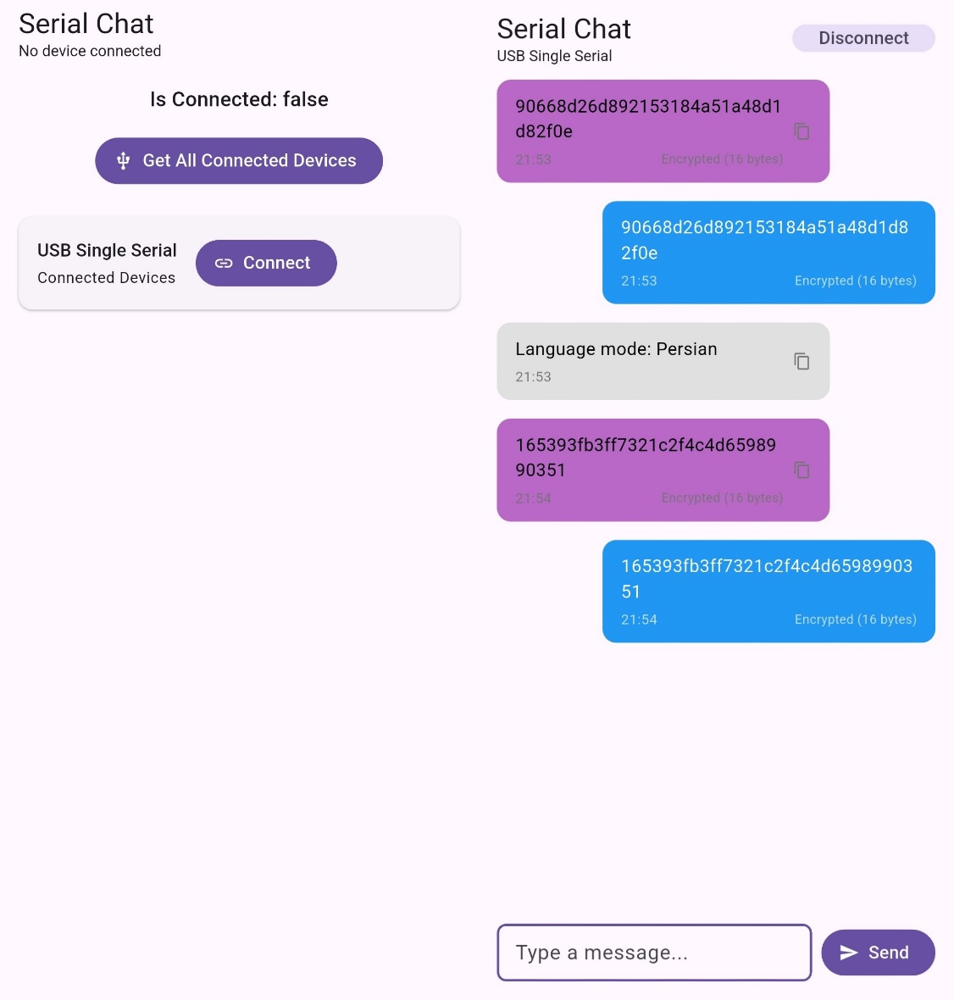 Serial Chat
No device connected
Is Connected: false
Get All Connected Devices
USB Single Serial
Connected Devices
Connect
Serial Chat
USB Single Serial
Disconnect
90668d26d892153184a51a48d1
d82f0e
21:53 Encrypted (16 bytes)
90668d26d892153184a51a48d1d8
2f0e
21:53 Encrypted (16 bytes)
Language mode: Persian
21:53
165393fb3ff7321c2f4c4d65989
90351
21:54 Encrypted (16 bytes)
165393fb3ff7321c2f4c4d659899903
51
21:54 Encrypted (16 bytes)
Type a message...
Send